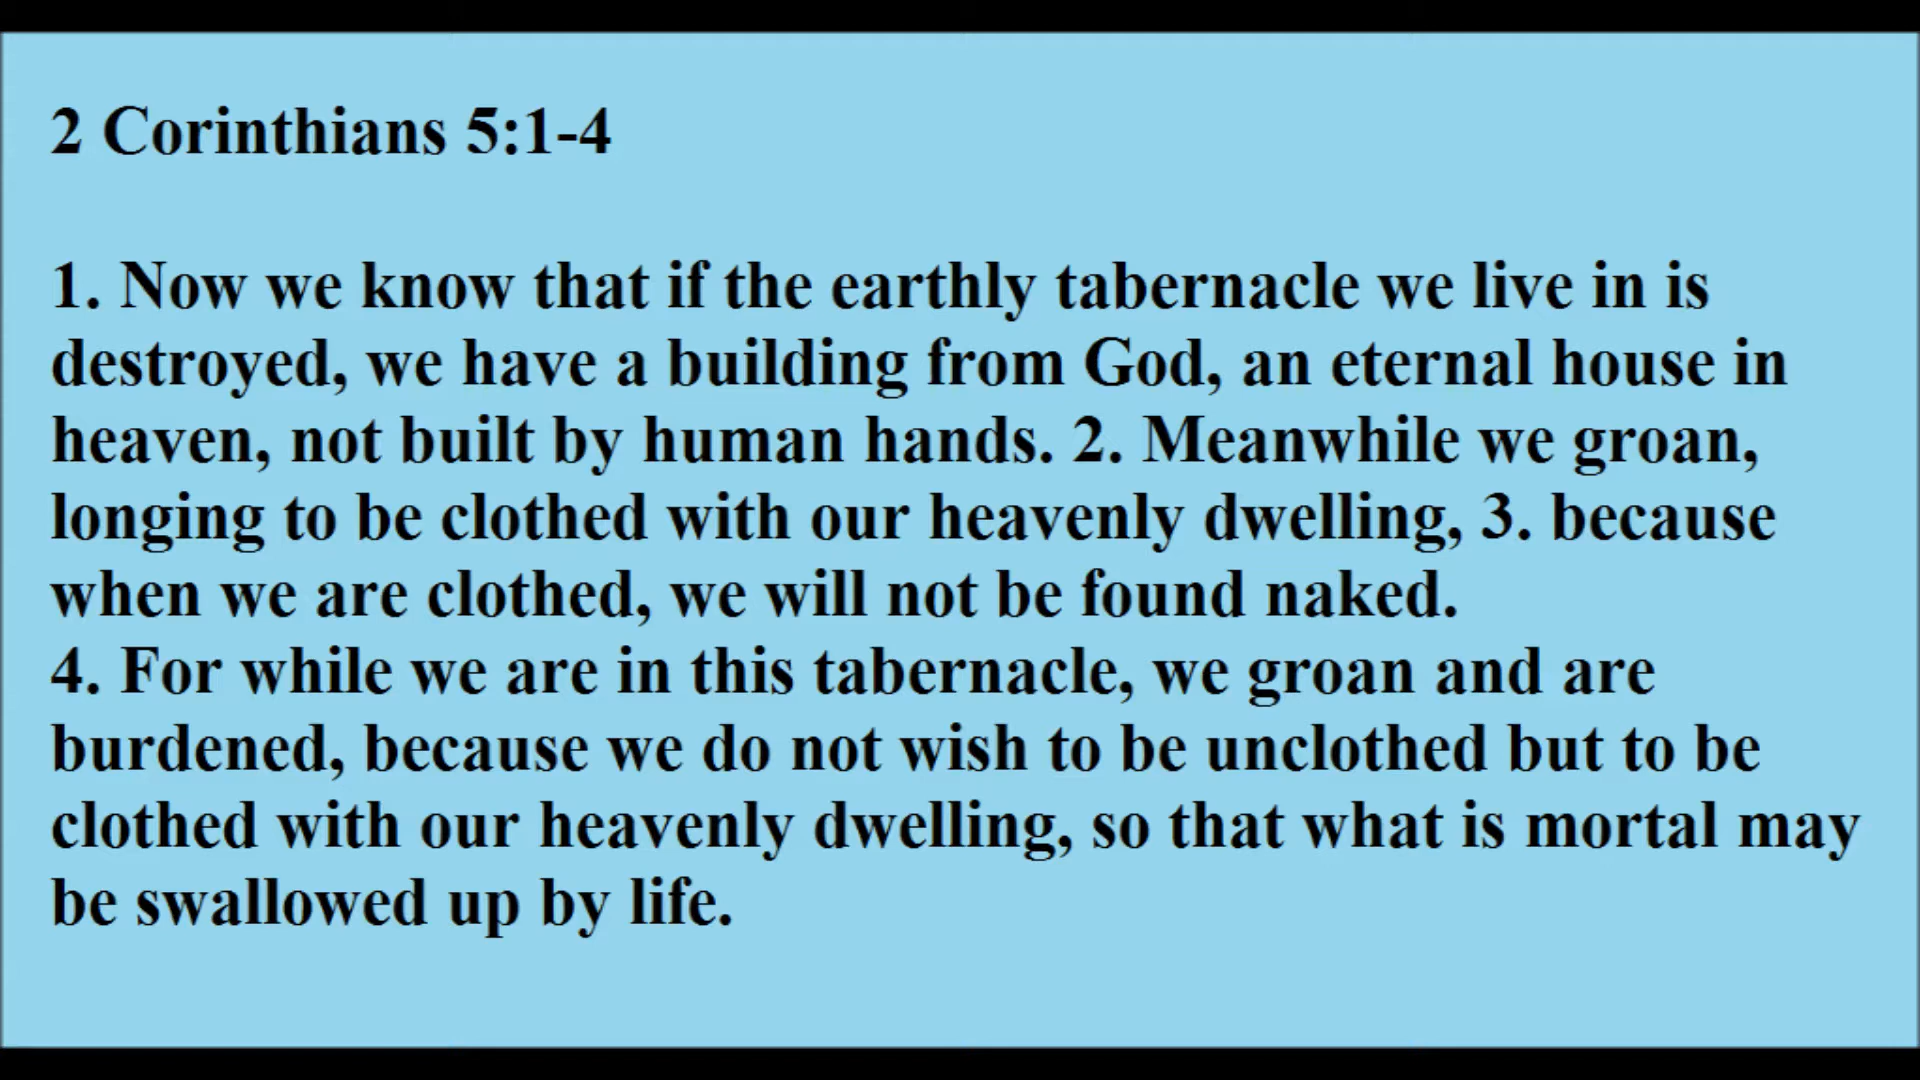 2 Corinthians 5:1-4
1. Now we know that if the earthly tabernacle we live in is
destroyed, we have a building from God, an eternal house in
heaven, not built by human hands. 2. Meanwhile we groan,
longing to be clothed with our heavenly dwelling, 3. because
when we are clothed, we will not be found naked.
4. For while we are in this tabernacle, we groan and are
burdened, because we do not wish to be unclothed but to be
clothed with our heavenly dwelling, so that what is mortal may
be swallowed up by life.